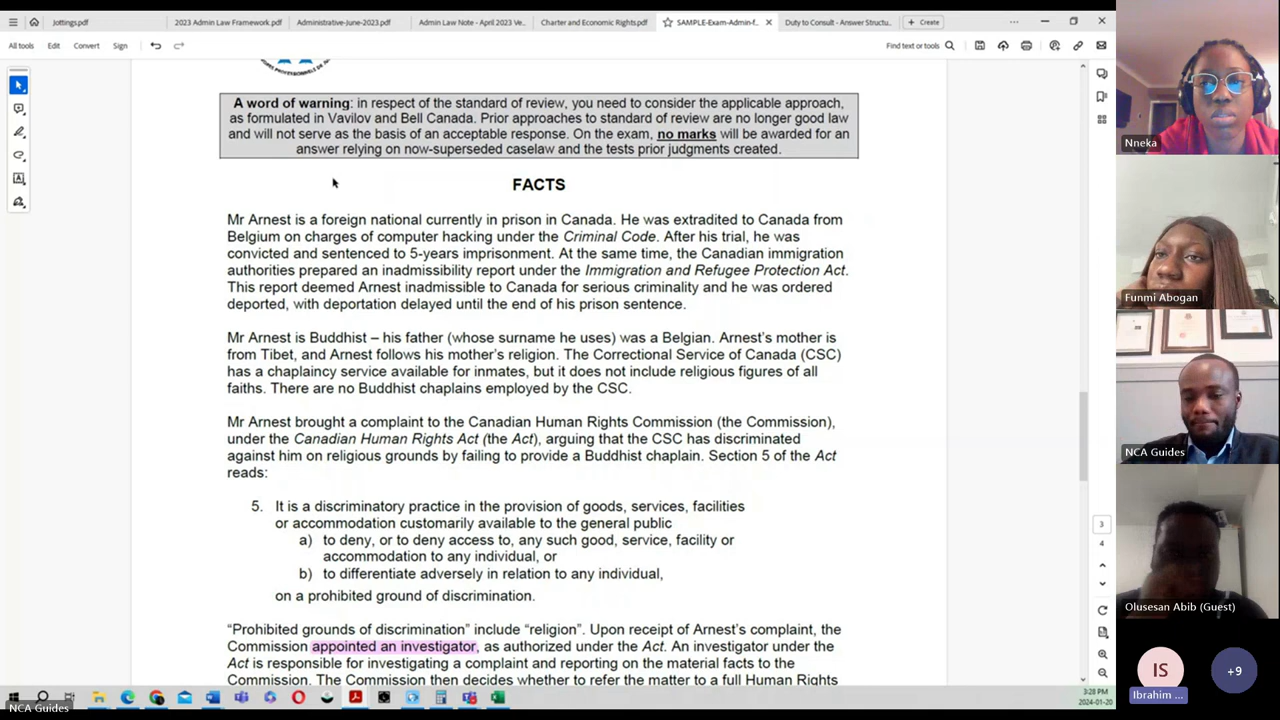 Jottings.pdf
2023 Admin Law Framework.pdf
Administrative-June-2023.pdf
Admin Law Note - April 2023 Ve...
Charter and Economic Rights.pdf
SAMPLE-Exam-Admin-f...
Duty to Consult - Answer Structu...
Create
All tools
Edit
Convert
Sign
Find text or tools
A word of warning: in respect of the standard of review, you need to consider the applicable approach,
as formulated in Vavilov and Bell Canada. Prior approaches to standard of review are no longer good law
and will not serve as the basis of an acceptable response. On the exam, no marks will be awarded for an
answer relying on now-superseded caselaw and the tests prior judgments created.
FACTS
Mr Arnest is a foreign national currently in prison in Canada. He was extradited to Canada from
Belgium on charges of computer hacking under the Criminal Code. After his trial, he was
convicted and sentenced to 5-years imprisonment. At the same time, the Canadian immigration
authorities prepared an inadmissibility report under the Immigration and Refugee Protection Act.
This report deemed Arnest inadmissible to Canada for serious criminality and he was ordered
deported, with deportation delayed until the end of his prison sentence.
Mr Arnest is Buddhist – his father (whose surname he uses) was a Belgian. Arnest's mother is
from Tibet, and Arnest follows his mother's religion. The Correctional Service of Canada (CSC)
has a chaplaincy service available for inmates, but it does not include religious figures of all
faiths. There are no Buddhist chaplains employed by the CSC.
Mr Arnest brought a complaint to the Canadian Human Rights Commission (the Commission),
under the Canadian Human Rights Act (the Act), arguing that the CSC has discriminated
against him on religious grounds by failing to provide a Buddhist chaplain. Section 5 of the Act
reads:
5. It is a discriminatory practice in the provision of goods, services, facilities
or accommodation customarily available to the general public
a) to deny, or to deny access to, any such good, service, facility or
accommodation to any individual, or
b) to differentiate adversely in relation to any individual,
on a prohibited ground of discrimination.
"Prohibited grounds of discrimination" include "religion". Upon receipt of Arnest's complaint, the
Commission appointed an investigator, as authorized under the Act. An investigator under the
Act is responsible for investigating a complaint and reporting on the material facts to the
Commission. The Commission then decides whether to refer the matter to a full Human Rights
3
4
3:28 PM
2024-01-20
NCA Guides
Nneka
Funmi Abogan
NCA Guides
Olusesan Abib (Guest)
IS
Ibrahim ...
+9